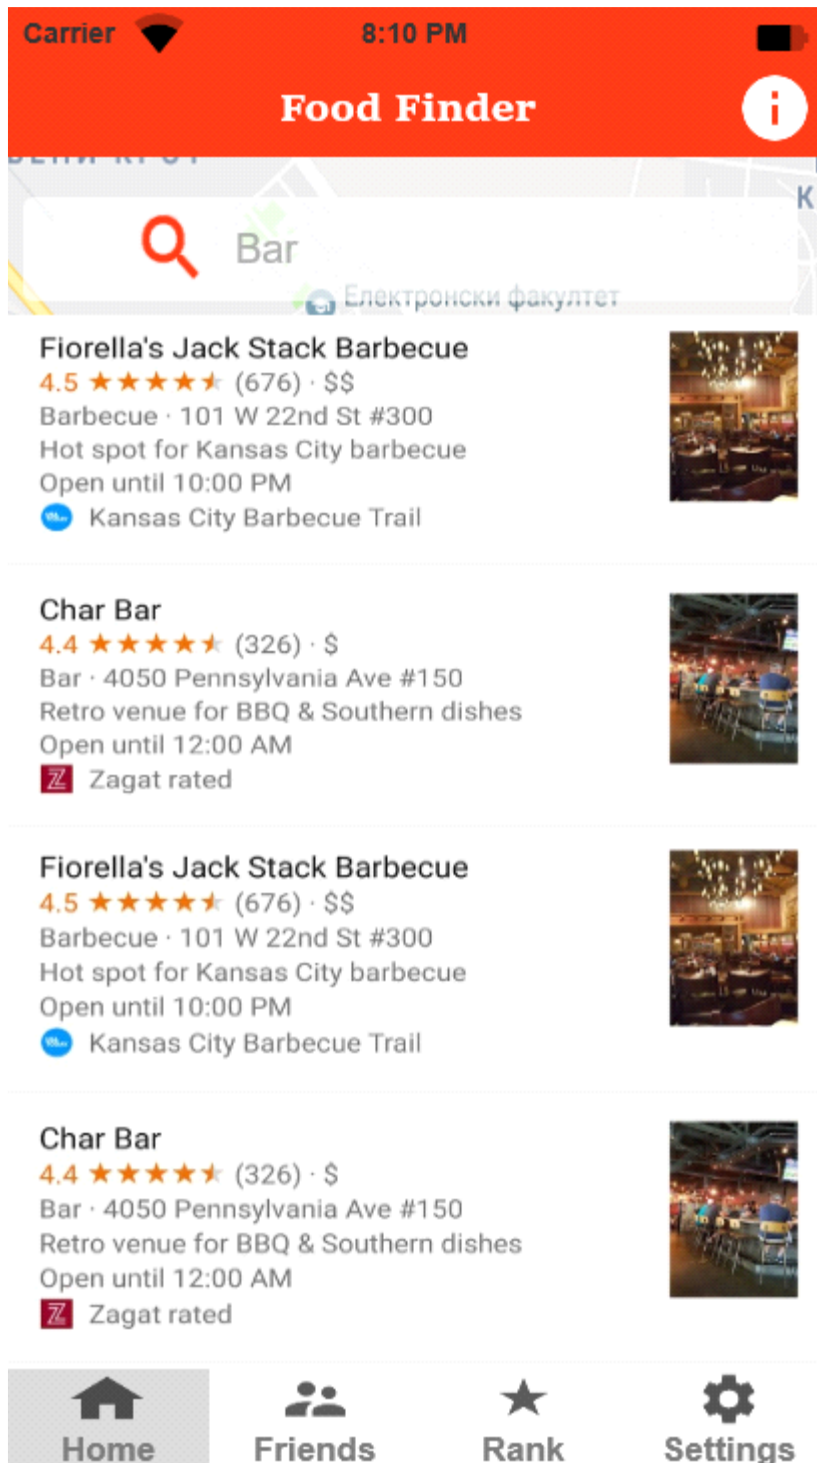 Carrier 8:10 PM
Food Finder
Bar
Електронски факултет
Fiorella's Jack Stack Barbecue
4.5 ★★★★⯨ (676) · $$
Barbecue · 101 W 22nd St #300
Hot spot for Kansas City barbecue
Open until 10:00 PM
Kansas City Barbecue Trail
Char Bar
4.4 ★★★★⯨ (326) · $
Bar · 4050 Pennsylvania Ave #150
Retro venue for BBQ & Southern dishes
Open until 12:00 AM
Z Zagat rated
Fiorella's Jack Stack Barbecue
4.5 ★★★★⯨ (676) · $$
Barbecue · 101 W 22nd St #300
Hot spot for Kansas City barbecue
Open until 10:00 PM
Kansas City Barbecue Trail
Char Bar
4.4 ★★★★⯨ (326) · $
Bar · 4050 Pennsylvania Ave #150
Retro venue for BBQ & Southern dishes
Open until 12:00 AM
Z Zagat rated
Home Friends Rank Settings